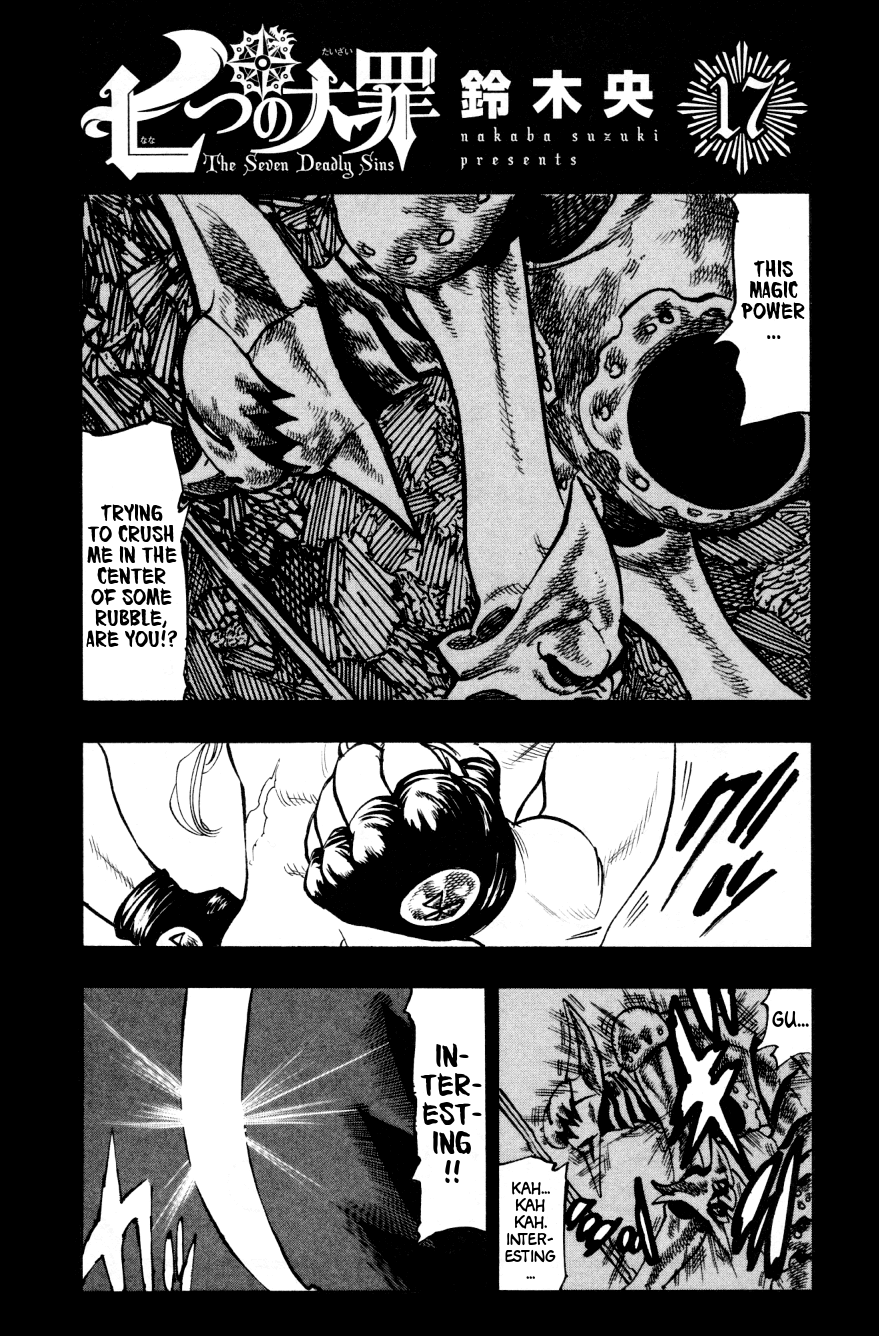 七つの大罪
たいざい
なな
The Seven Deadly Sins
鈴木央
nakaba suzuki
presents
17
THIS
MAGIC
POWER
...
TRYING
TO CRUSH
ME IN THE
CENTER
OF SOME
RUBBLE,
ARE YOU!?
GU...
KAH...
KAH
KAH.
INTER-
ESTING
...
IN-
TER-
EST-
ING
!!